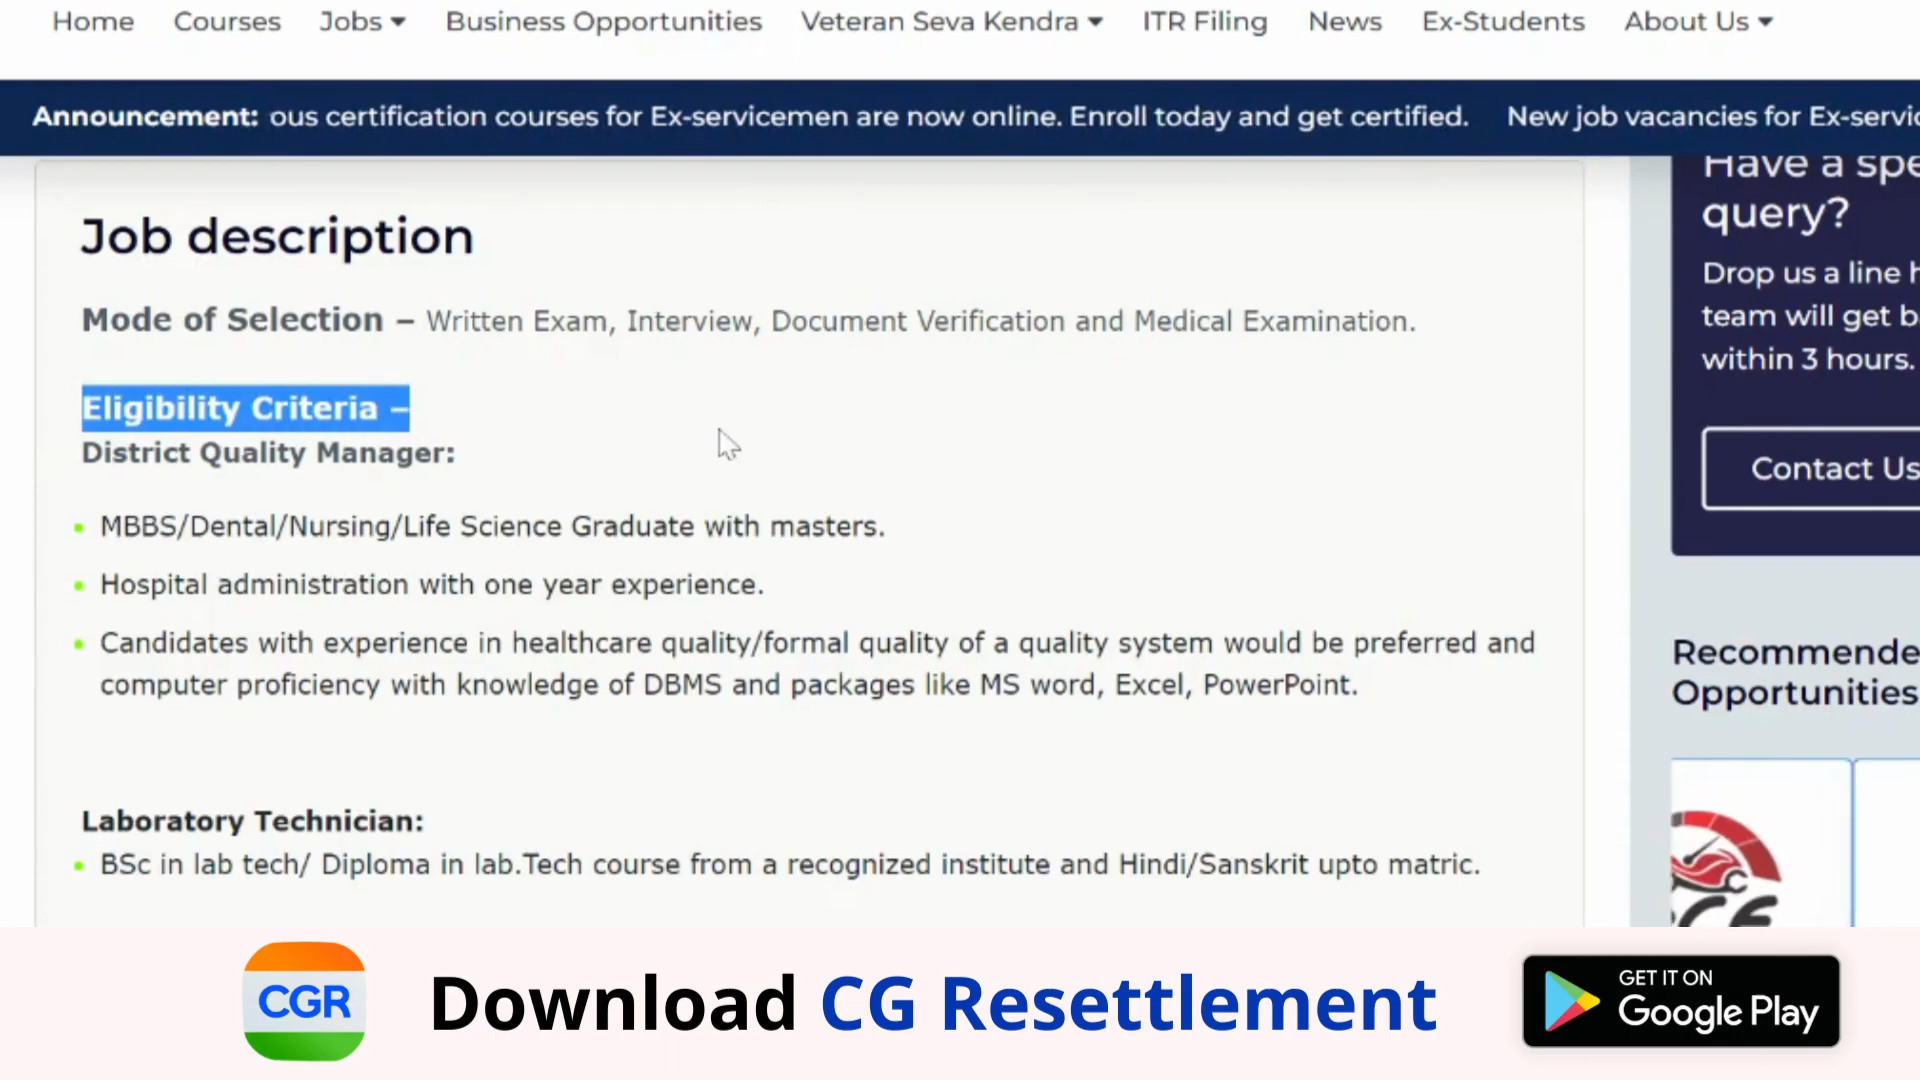 Home Courses Jobs Business Opportunities Veteran Seva Kendra ITR Filing News Ex-Students About Us
Announcement: ous certification courses for Ex-servicemen are now online. Enroll today and get certified. New job vacancies for Ex-servic
Have a spe
query?
Drop us a line h
team will get b
within 3 hours.
Contact Us
Job description
Mode of Selection – Written Exam, Interview, Document Verification and Medical Examination.
Eligibility Criteria –
District Quality Manager:
MBBS/Dental/Nursing/Life Science Graduate with masters.
Hospital administration with one year experience.
Candidates with experience in healthcare quality/formal quality of a quality system would be preferred and
computer proficiency with knowledge of DBMS and packages like MS word, Excel, PowerPoint.
Recommende
Opportunities
Laboratory Technician:
BSc in lab tech/ Diploma in lab.Tech course from a recognized institute and Hindi/Sanskrit upto matric.
CGR
Download CG Resettlement
GET IT ON
Google Play